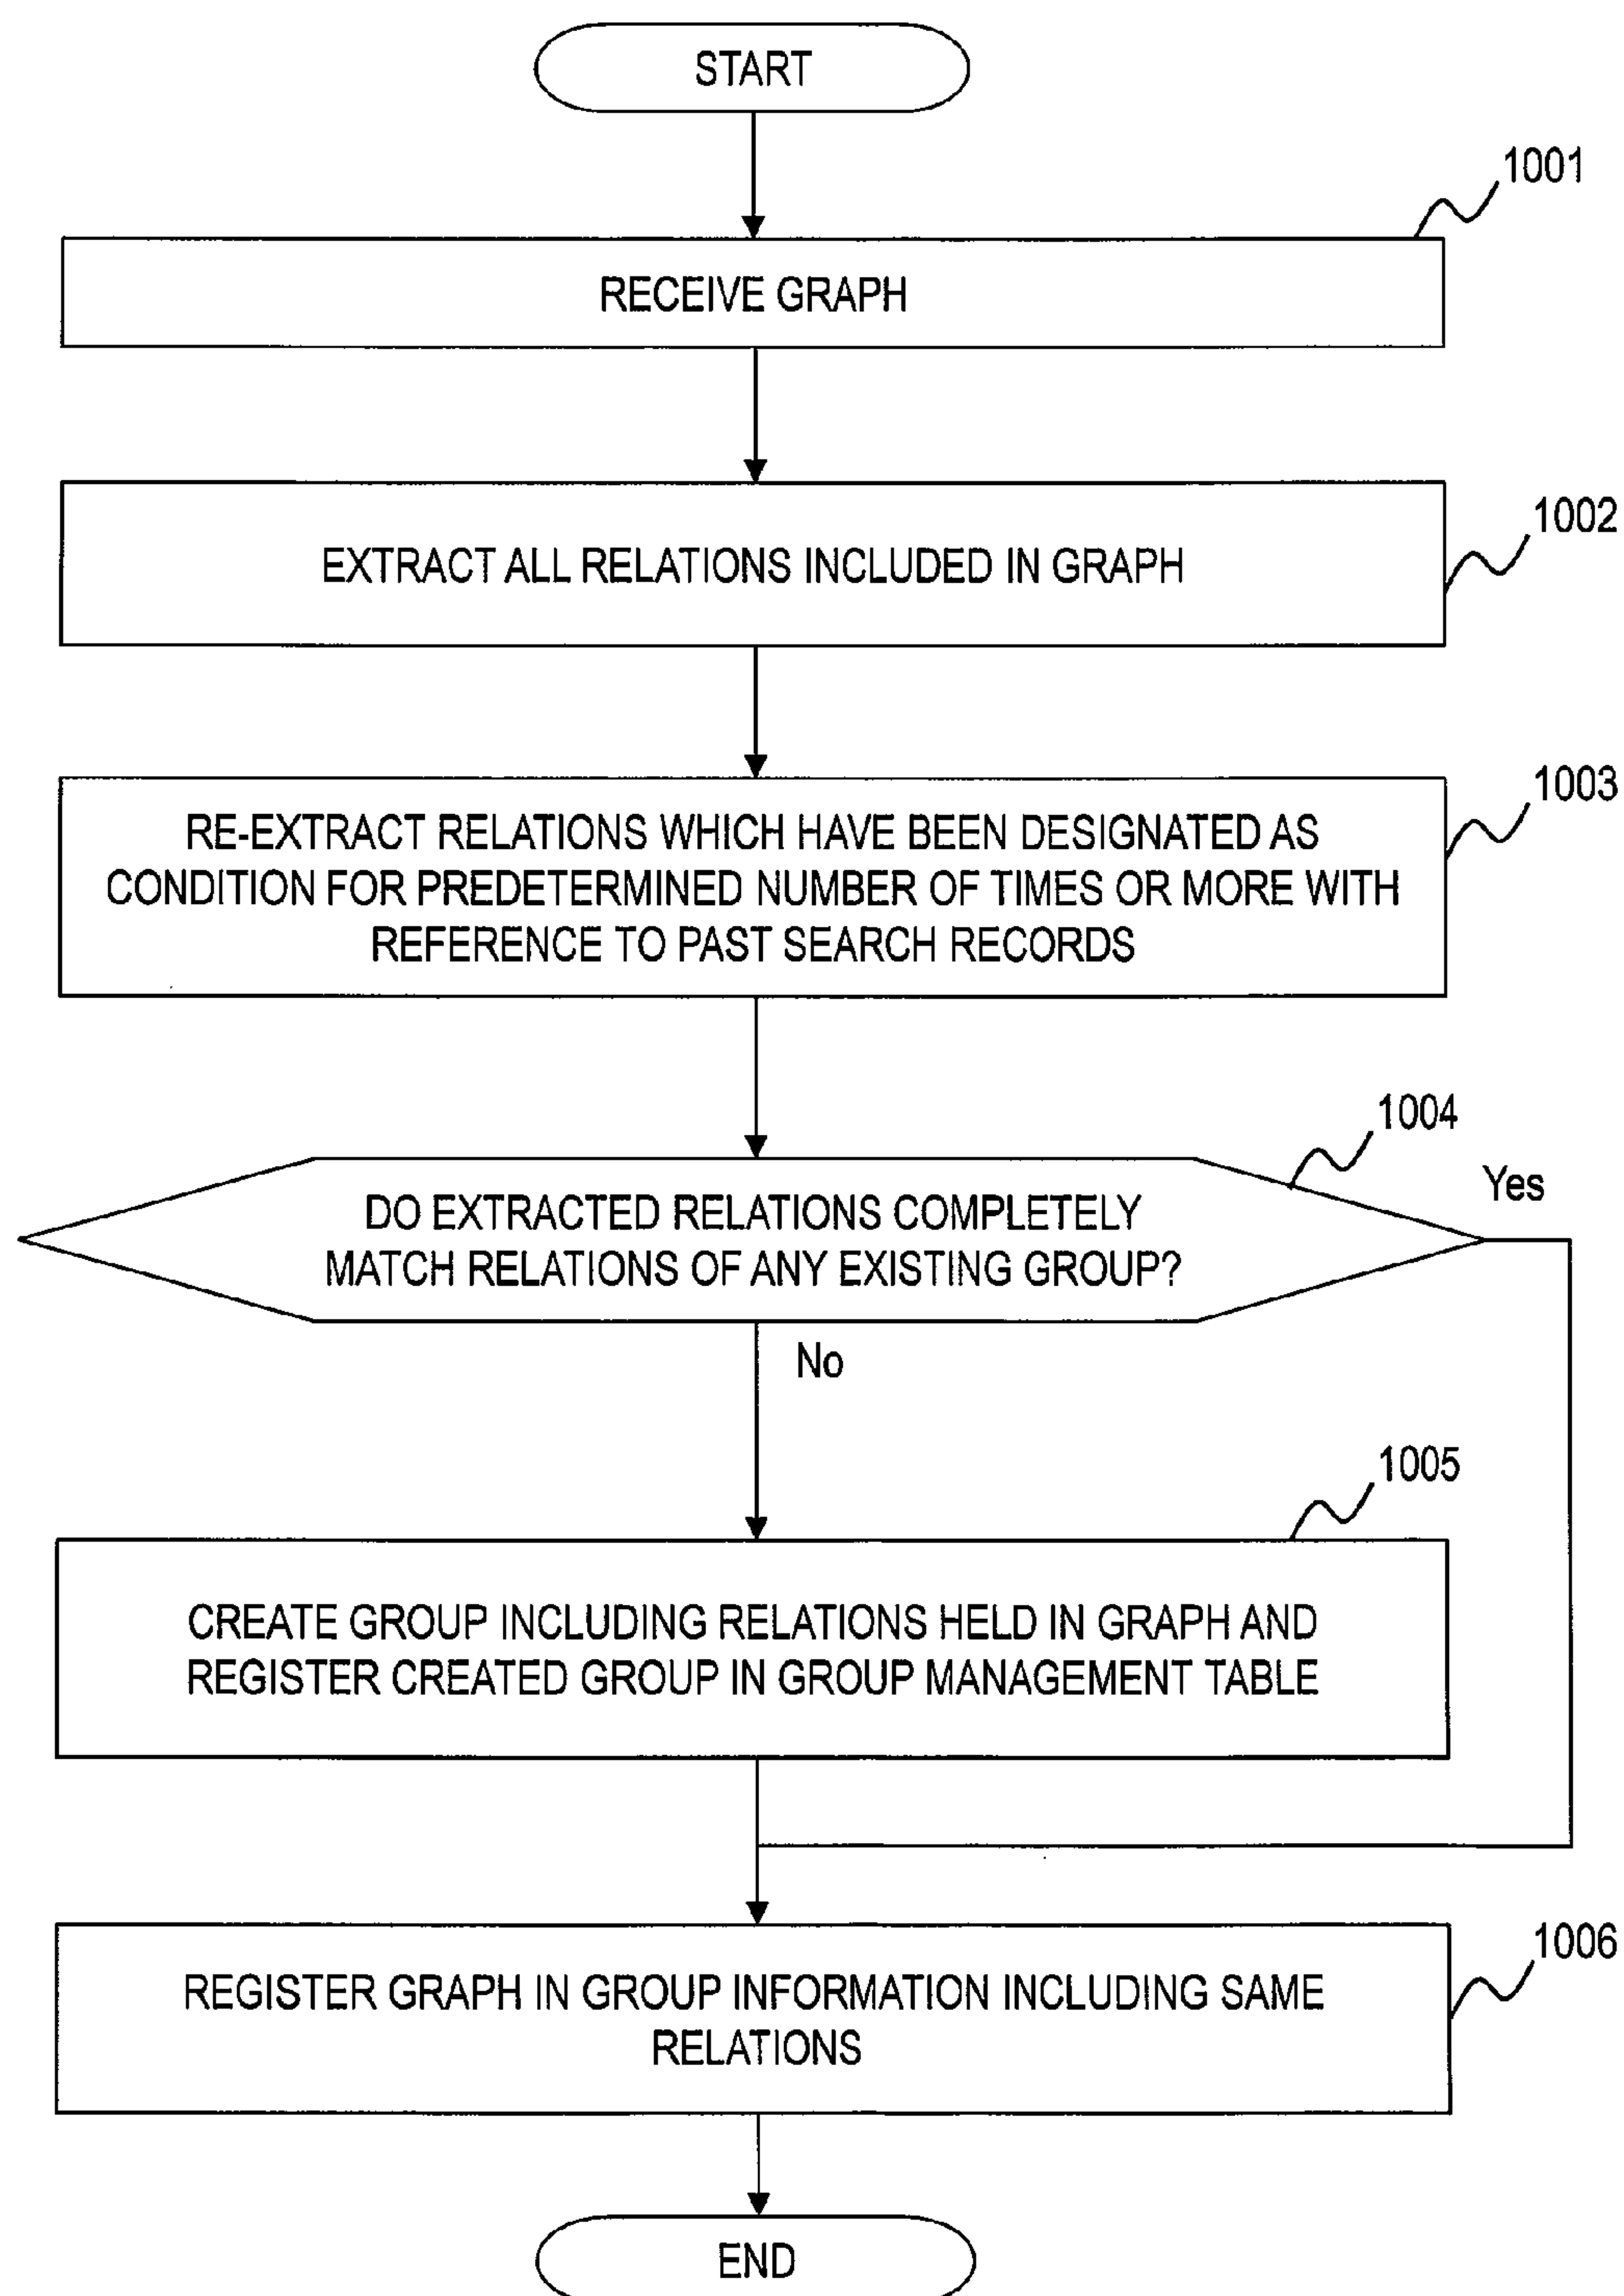 START
1001
RECEIVE GRAPH
1002
EXTRACT ALL RELATIONS INCLUDED IN GRAPH
1003
RE-EXTRACT RELATIONS WHICH HAVE BEEN DESIGNATED AS
CONDITION FOR PREDETERMINED NUMBER OF TIMES OR MORE WITH
REFERENCE TO PAST SEARCH RECORDS
1004
Yes
DO EXTRACTED RELATIONS COMPLETELY
MATCH RELATIONS OF ANY EXISTING GROUP?
No
1005
CREATE GROUP INCLUDING RELATIONS HELD IN GRAPH AND
REGISTER CREATED GROUP IN GROUP MANAGEMENT TABLE
1006
REGISTER GRAPH IN GROUP INFORMATION INCLUDING SAME
RELATIONS
END